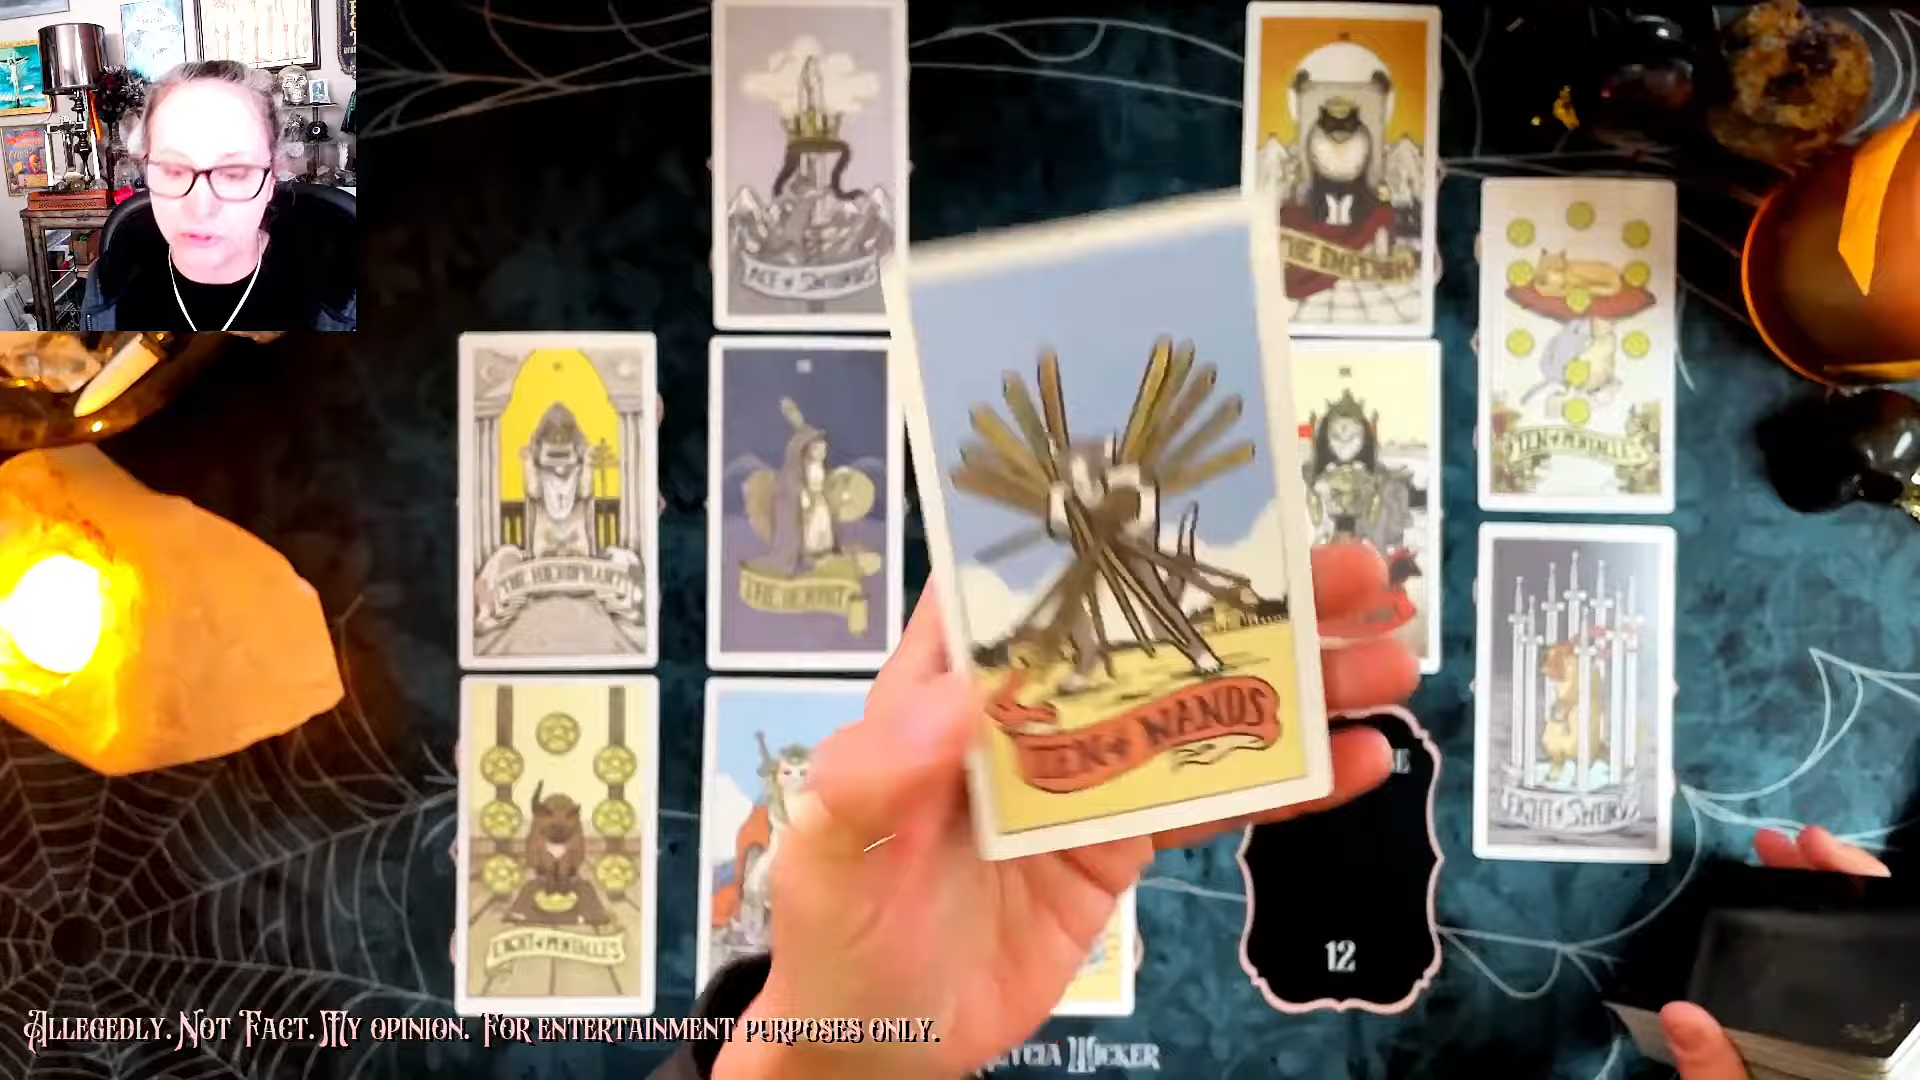 ACE of SWORDS
THE EMPEROR
TEN of PENTACLES
THE HIEROPHANT
THE HERMIT
TEN of WANDS
EIGHT of PENTACLES
EIGHT of SWORDS
12
ALLEGEDLY. NOT FACT. MY OPINION. FOR ENTERTAINMENT PURPOSES ONLY.
WICKER